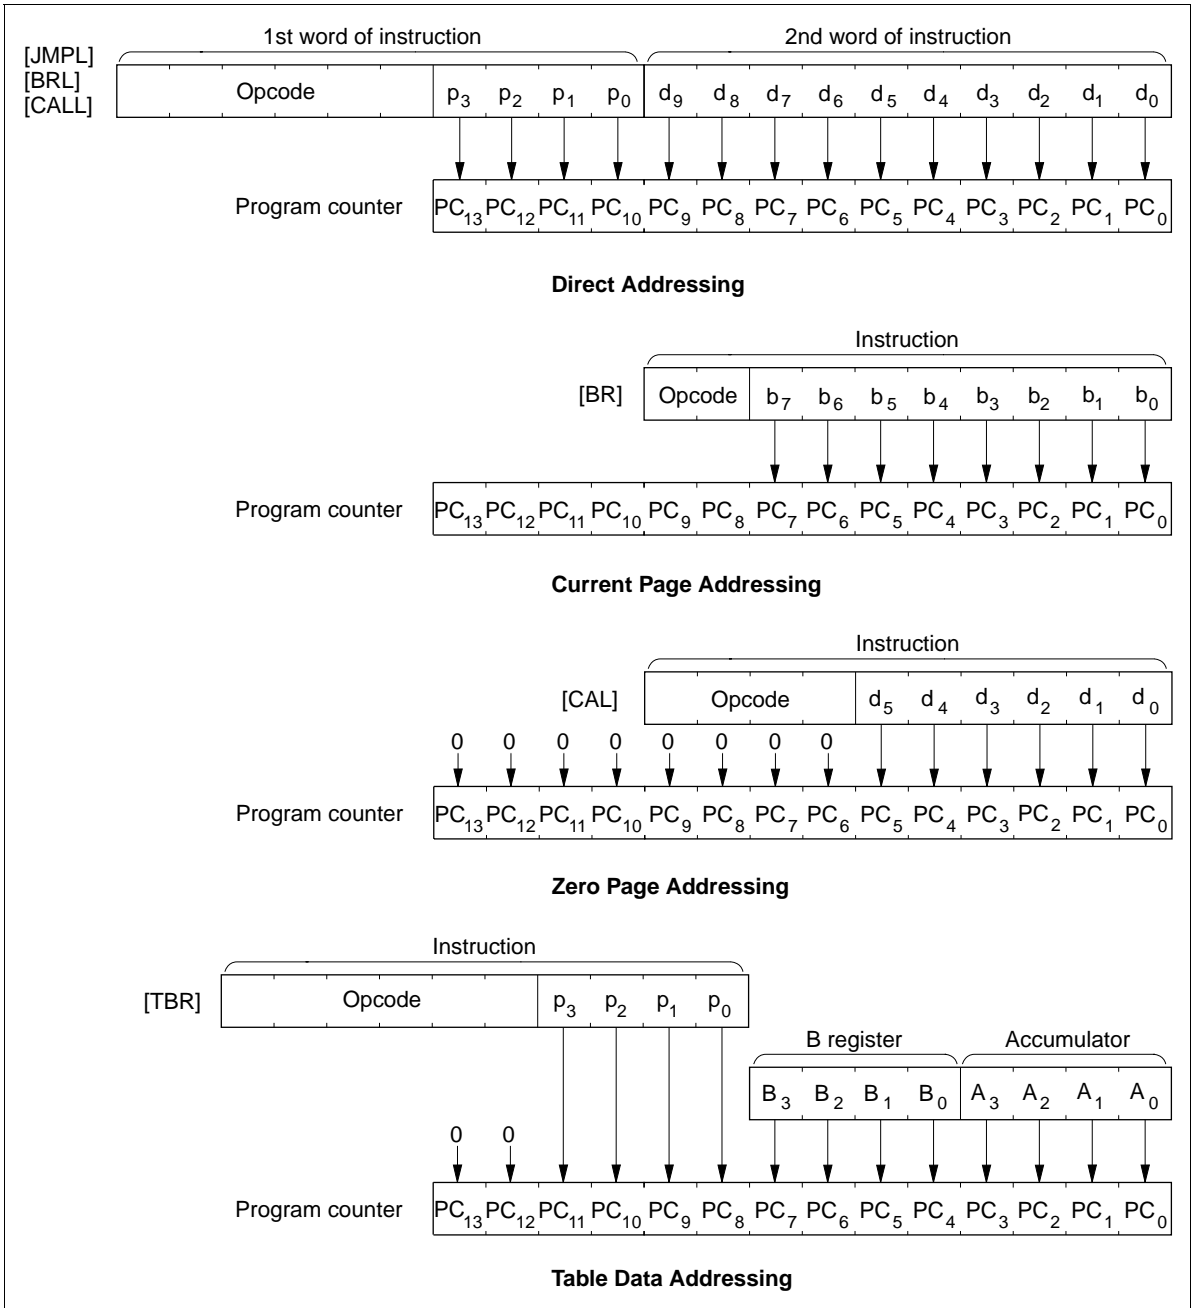 1st word of instruction 2nd word of instruction
[JMPL]
[BRL]
[CALL]
Opcode p3 p2 p1 p0 d9 d8 d7 d6 d5 d4 d3 d2 d1 d0
Program counter PC13 PC12 PC11 PC10 PC9 PC8 PC7 PC6 PC5 PC4 PC3 PC2 PC1 PC0
Direct Addressing
Instruction
[BR] Opcode b7 b6 b5 b4 b3 b2 b1 b0
Program counter PC13 PC12 PC11 PC10 PC9 PC8 PC7 PC6 PC5 PC4 PC3 PC2 PC1 PC0
Current Page Addressing
Instruction
[CAL] Opcode d5 d4 d3 d2 d1 d0
0 0 0 0 0 0 0 0
Program counter PC13 PC12 PC11 PC10 PC9 PC8 PC7 PC6 PC5 PC4 PC3 PC2 PC1 PC0
Zero Page Addressing
Instruction
[TBR] Opcode p3 p2 p1 p0
B register Accumulator
B3 B2 B1 B0 A3 A2 A1 A0
0 0
Program counter PC13 PC12 PC11 PC10 PC9 PC8 PC7 PC6 PC5 PC4 PC3 PC2 PC1 PC0
Table Data Addressing